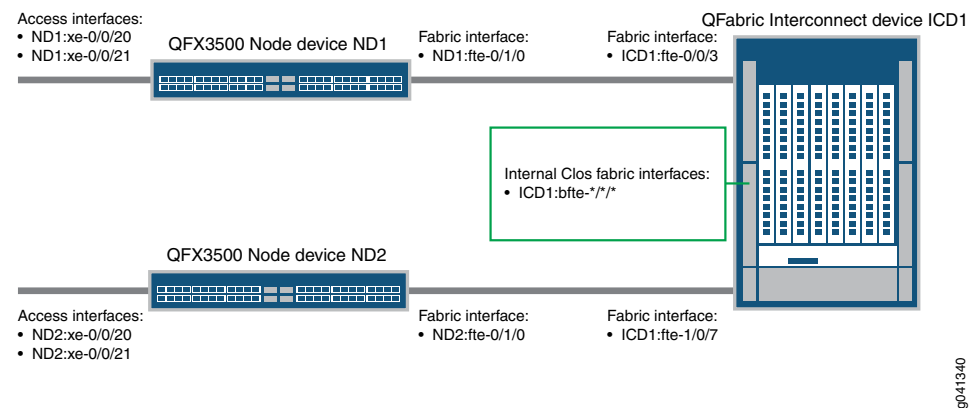 Access interfaces:
• ND1:xe-0/0/20
• ND1:xe-0/0/21
QFX3500 Node device ND1
Fabric interface:
• ND1:fte-0/1/0
Fabric interface:
• ICD1:fte-0/0/3
QFabric Interconnect device ICD1
Internal Clos fabric interfaces:
• ICD1:bfte-*/*/*
QFX3500 Node device ND2
Access interfaces:
• ND2:xe-0/0/20
• ND2:xe-0/0/21
Fabric interface:
• ND2:fte-0/1/0
Fabric interface:
• ICD1:fte-1/0/7
g041340